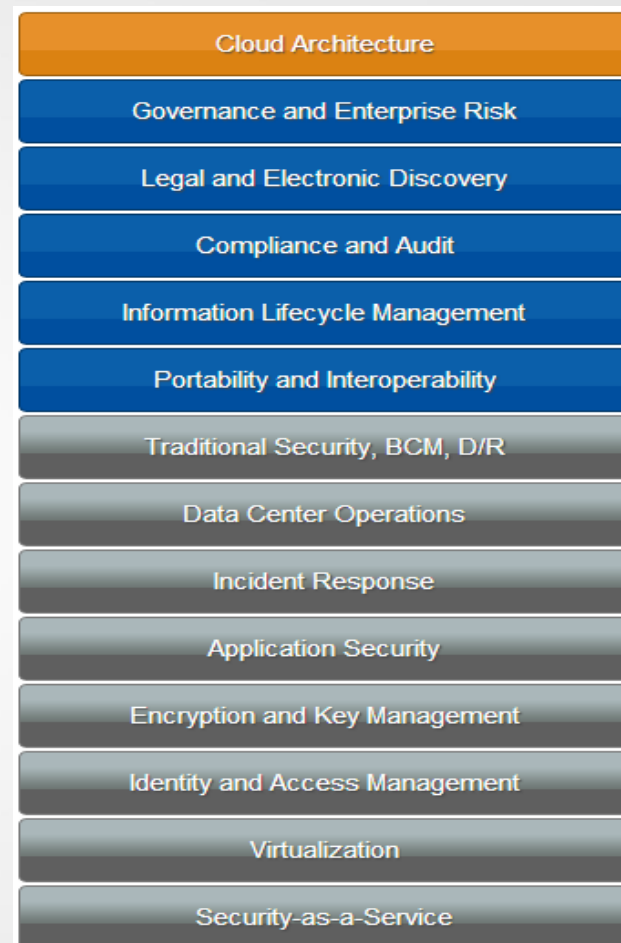 Cloud Architecture
Governance and Enterprise Risk
Legal and Electronic Discovery
Compliance and Audit
Information Lifecycle Management
Portability and Interoperability
Traditional Security, BCM, D/R
Data Center Operations
Incident Response
Application Security
Encryption and Key Management
Identity and Access Management
Virtualization
Security-as-a-Service